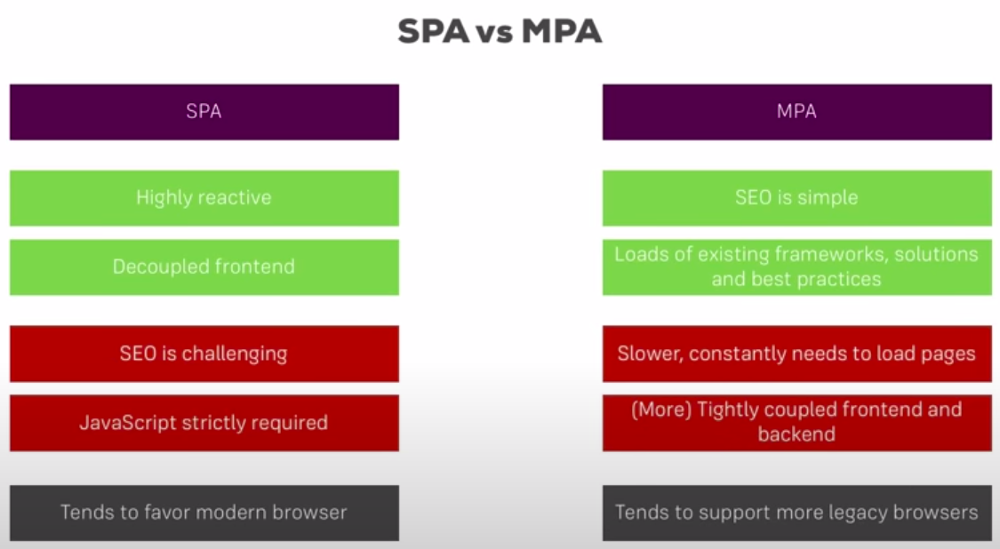 SPA vs MPA
SPA
MPA
Highly reactive
SEO is simple
Decoupled frontend
Loads of existing frameworks, solutions
and best practices
SEO is challenging
Slower, constantly needs to load pages
JavaScript strictly required
(More) Tightly coupled frontend and
backend
Tends to favor modern browser
Tends to support more legacy browsers